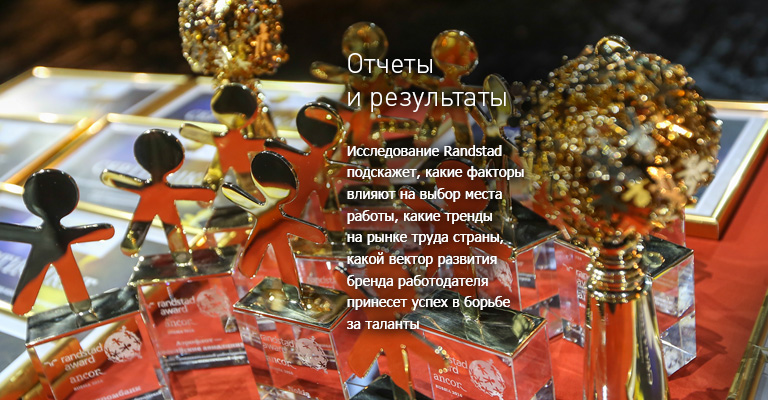 Отчеты
и результаты
Исследование Randstad
подскажет, какие факторы
влияют на выбор места
работы, какие тренды
на рынке труда страны,
какой вектор развития
бренда работодателя
принесет успех в борьбе
за таланты
randstad
award
ancor
randstad
award
ancor
randstad
award
ancor